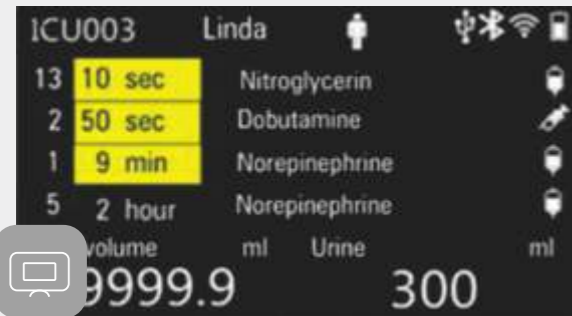 ICU003 Linda
13 10 sec Nitroglycerin
2 50 sec Dobutamine
1 9 min Norepinephrine
5 2 hour Norepinephrine
volume ml Urine ml
9999.9 300